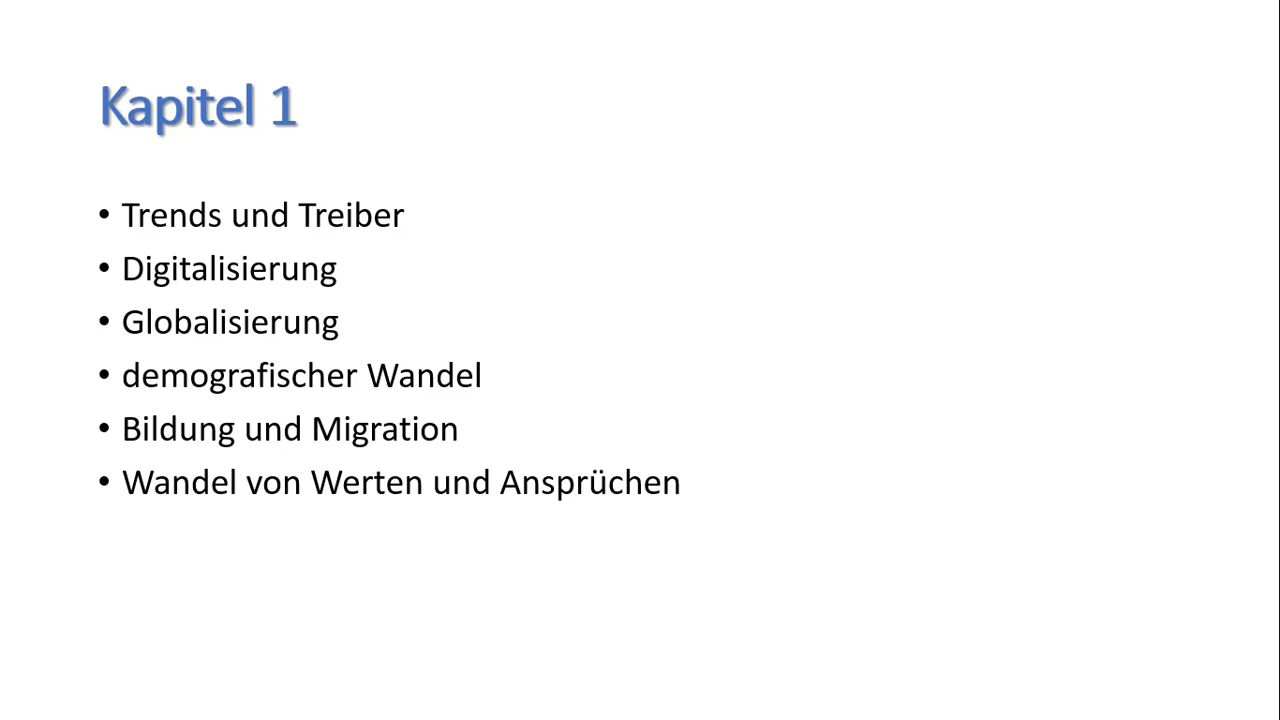 Kapitel 1
• Trends und Treiber
• Digitalisierung
• Globalisierung
• demografischer Wandel
• Bildung und Migration
• Wandel von Werten und Ansprüchen